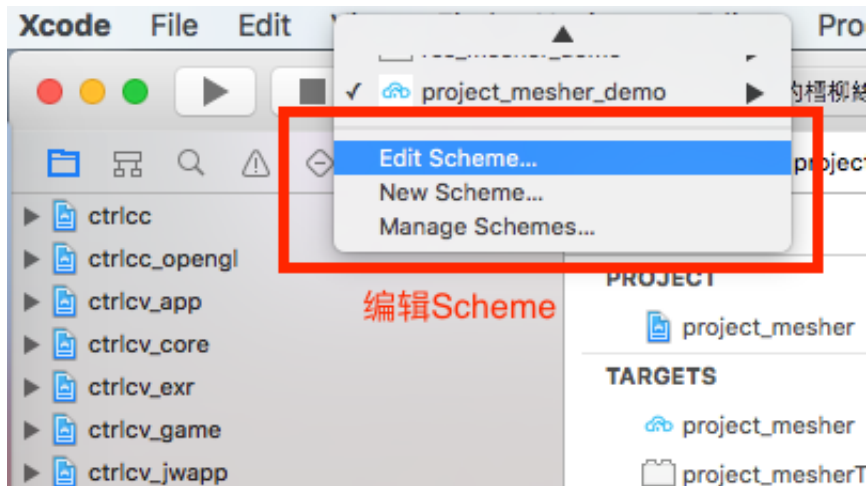 Xcode File Edit
project_mesher_demo
Edit Scheme...
New Scheme...
Manage Schemes...
ctrlcc
ctrlcc_opengl
ctrlcv_app
ctrlcv_core
ctrlcv_exr
ctrlcv_game
ctrlcv_jwapp
编辑Scheme
PROJECT
project_mesher
TARGETS
project_mesher
project_mesherT